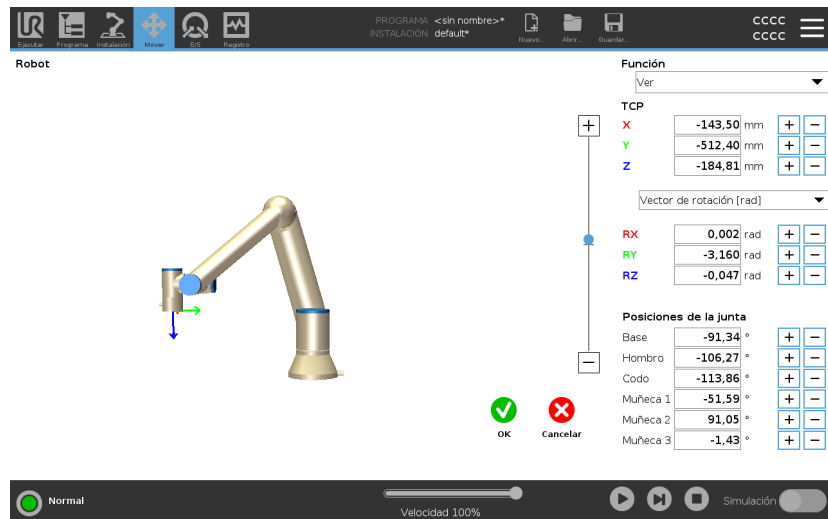 UR
Ejecutar
Programa
Instalación
Mover
E/S
Registro
PROGRAMA <sin nombre>*
INSTALACIÓN default*
Nuevo...
Abrir...
Guardar...
cccc
cccc
Robot
Función
Ver
TCP
X -143,50 mm + −
Y -512,40 mm + −
Z -184,81 mm + −
Vector de rotación [rad]
RX 0,002 rad + −
RY -3,160 rad + −
RZ -0,047 rad + −
Posiciones de la junta
Base -91,34 ° + −
Hombro -106,27 ° + −
Codo -113,86 ° + −
Muñeca 1 -51,59 ° + −
Muñeca 2 91,05 ° + −
Muñeca 3 -1,43 ° + −
OK
Cancelar
Normal
Velocidad 100%
Simulación